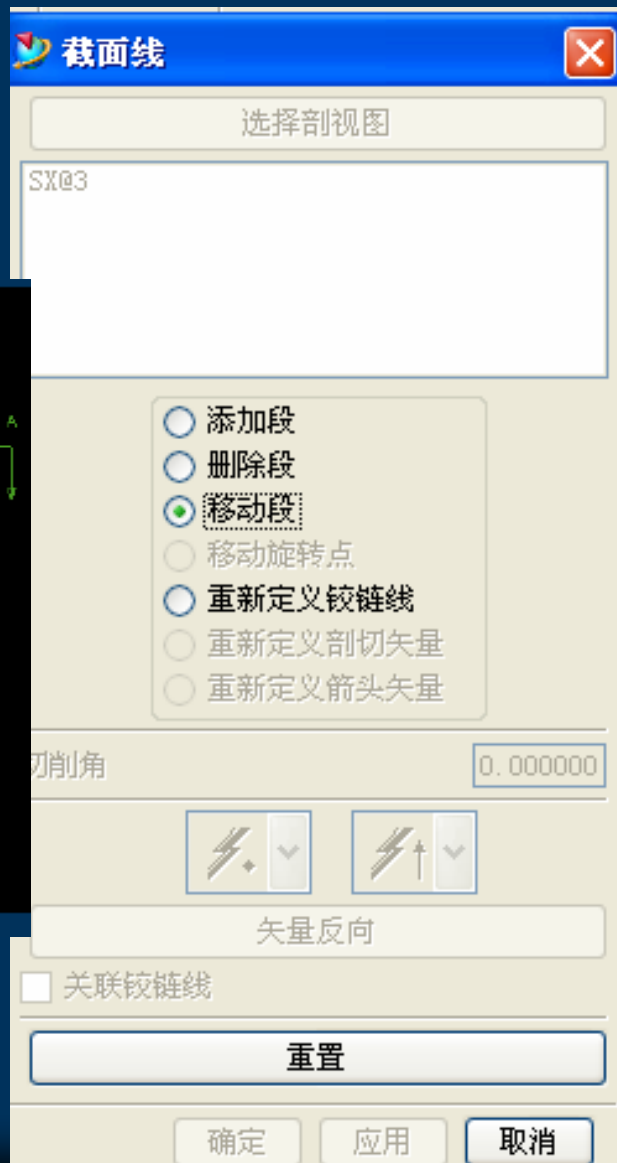 截面线
选择剖视图
SX@3
A
添加段
删除段
移动段
移动旋转点
重新定义铰链线
重新定义剖切矢量
重新定义箭头矢量
切削角
0.000000
矢量反向
关联铰链线
重置
确定 应用 取消